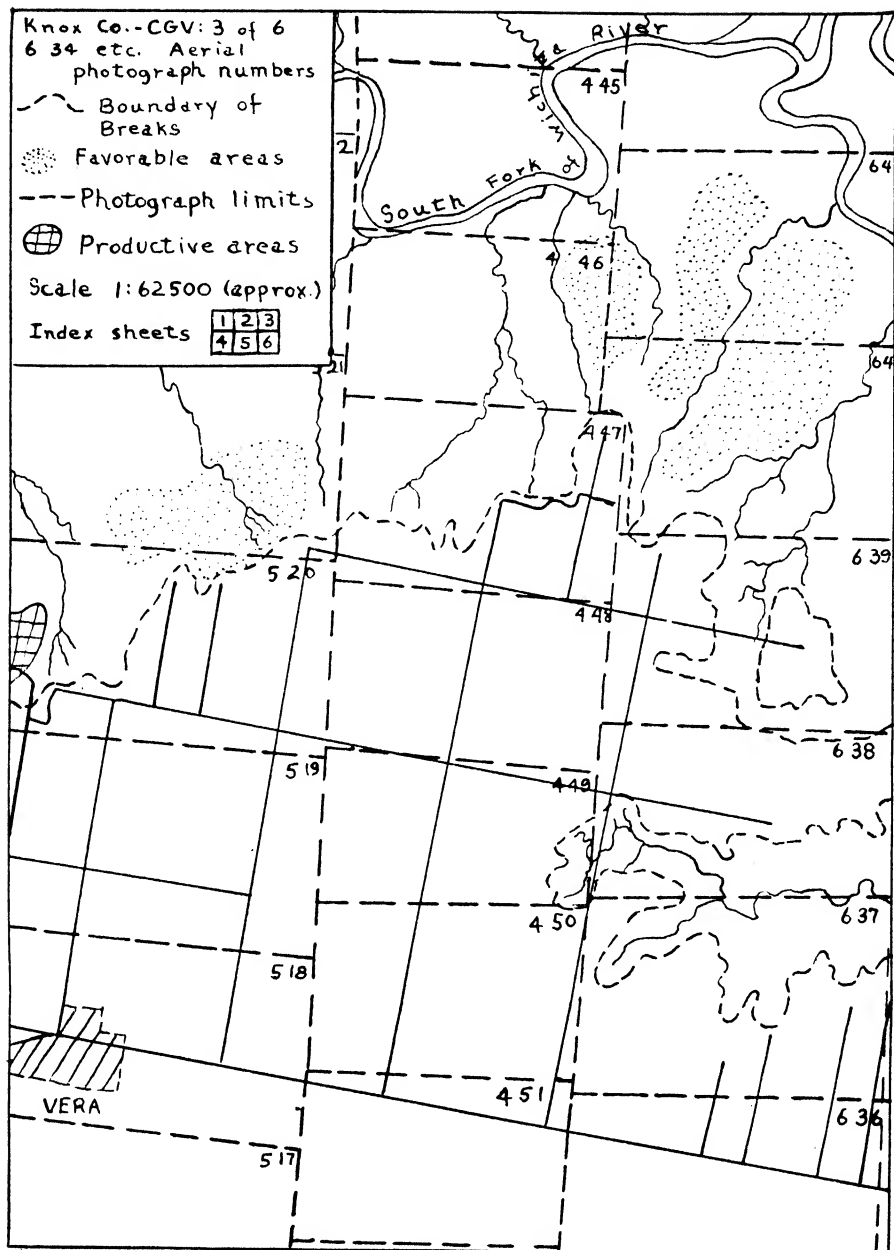 Knox Co.-CGV: 3 of 6
6 34 etc. Aerial
photograph numbers
Boundary of
Breaks
Favorable areas
Photograph limits
Productive areas
Scale 1:62500 (approx.)
Index sheets
1 2 3
4 5 6
South Fork of Wichita River
4 45
2
64
4 46
21
64
4 47
5 20
6 39
4 48
6 38
5 19
4 49
4 50
6 37
5 18
4 51
VERA
6 36
5 17